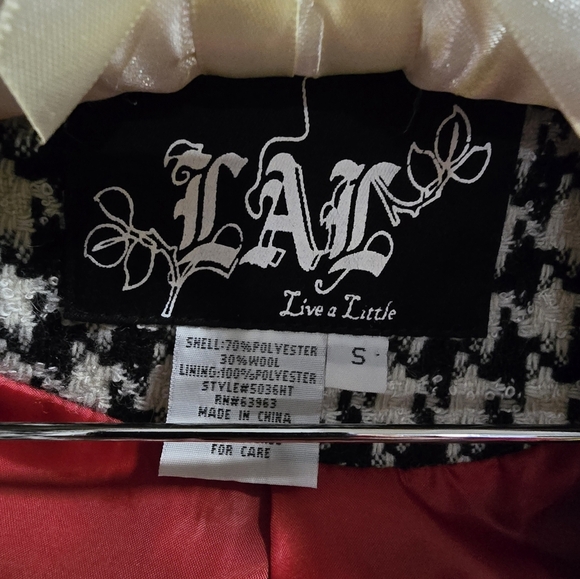 LAL
Live a Little
SHELL:70%POLYESTER
30%WOOL
LINING:100%POLYESTER
STYLE#5036HT
RN#63963
MADE IN CHINA
FOR CARE
S